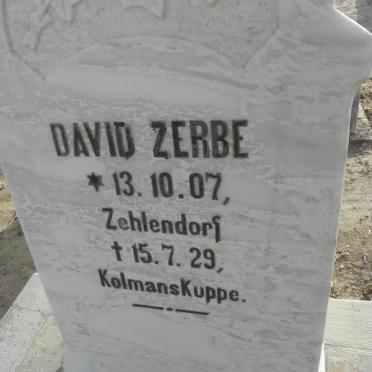 DAVID ZERBE
* 13. 10. 07,
Zehlendorf
† 15. 7. 29,
KolmansKuppe.